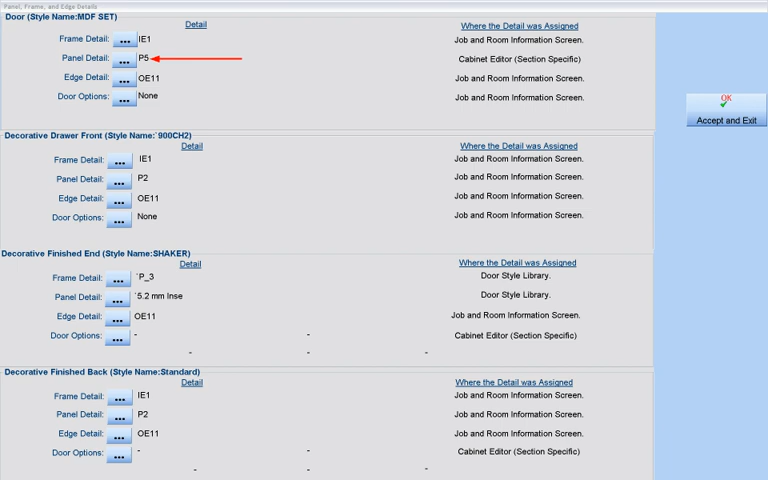 Panel, Frame, and Edge Details
Door (Style Name:MDF SET)
Detail Where the Detail was Assigned
Frame Detail: ... IE1 Job and Room Information Screen.
Panel Detail: ... P5 Cabinet Editor (Section Specific)
Edge Detail: ... OE11 Job and Room Information Screen.
Door Options: ... None Job and Room Information Screen.
OK
Accept and Exit
Decorative Drawer Front (Style Name:`900CH2)
Detail Where the Detail was Assigned
Frame Detail: ... IE1 Job and Room Information Screen.
Panel Detail: ... P2 Job and Room Information Screen.
Edge Detail: ... OE11 Job and Room Information Screen.
Door Options: ... None Job and Room Information Screen.
Decorative Finished End (Style Name:SHAKER)
Detail Where the Detail was Assigned
Frame Detail: ... `P_3 Door Style Library.
Panel Detail: ... `5.2 mm Inse Door Style Library.
Edge Detail: ... OE11 Job and Room Information Screen.
Door Options: ... - - Cabinet Editor (Section Specific)
- - -
Decorative Finished Back (Style Name:Standard)
Detail Where the Detail was Assigned
Frame Detail: ... IE1 Job and Room Information Screen.
Panel Detail: ... P2 Job and Room Information Screen.
Edge Detail: ... OE11 Job and Room Information Screen.
Door Options: ... - - Cabinet Editor (Section Specific)
- - -